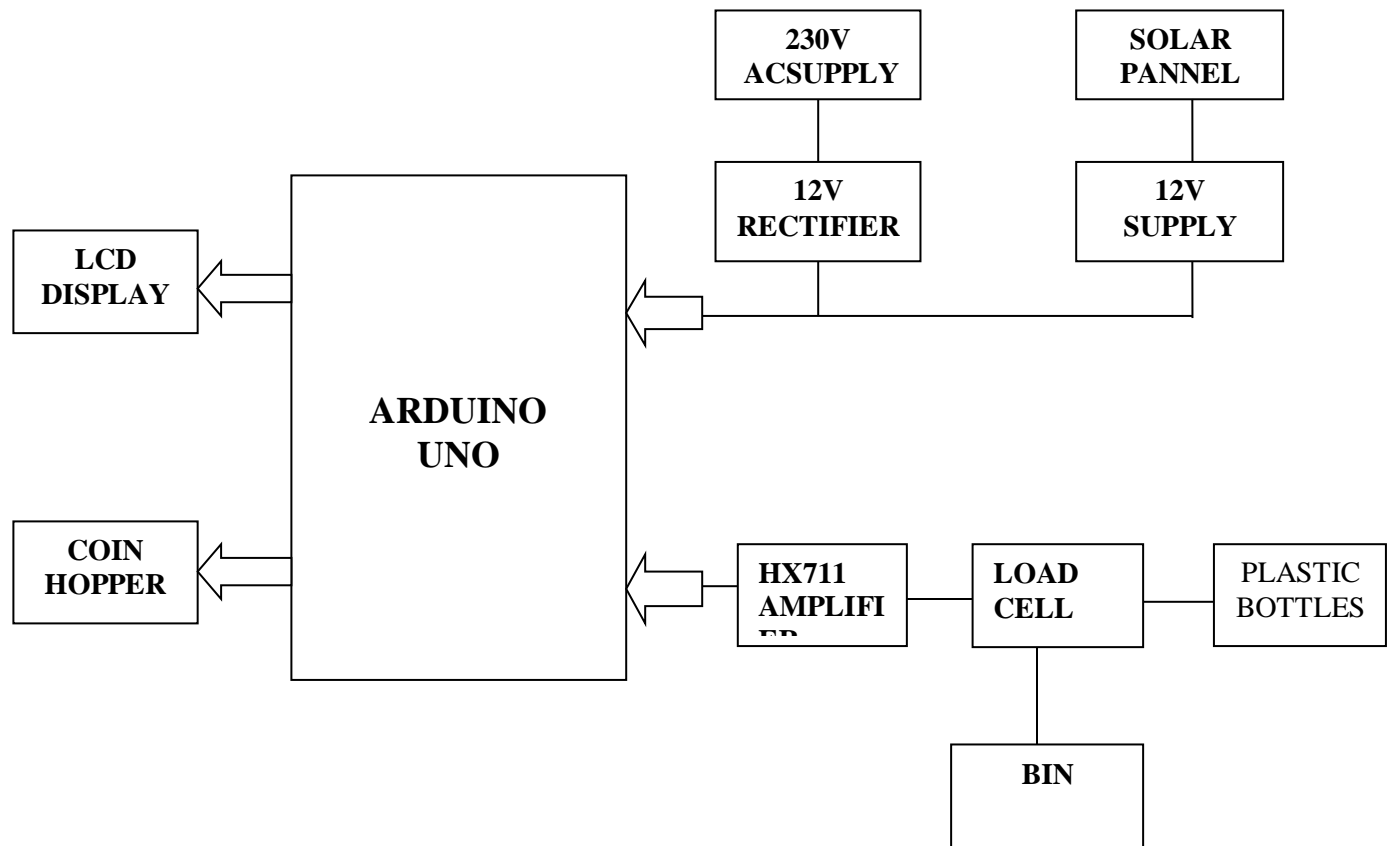 230V
ACSUPPLY
SOLAR
PANNEL
12V
RECTIFIER
12V
SUPPLY
LCD
DISPLAY
ARDUINO
UNO
COIN
HOPPER
HX711
AMPLIFI
ER
LOAD
CELL
PLASTIC
BOTTLES
BIN